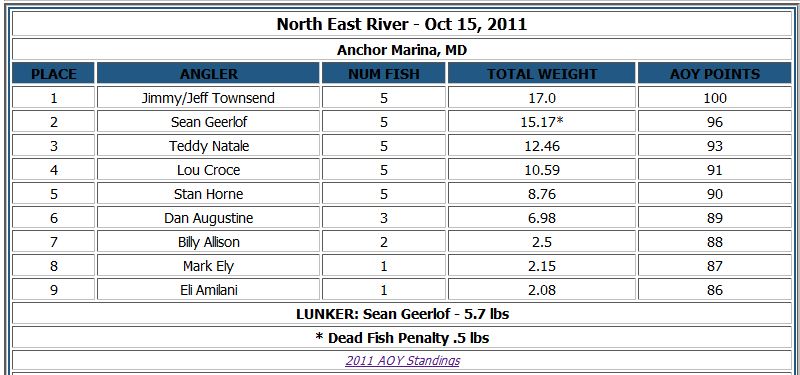 North East River - Oct 15, 2011
Anchor Marina, MD
PLACE ANGLER NUM FISH TOTAL WEIGHT AOY POINTS
1 Jimmy/Jeff Townsend 5 17.0 100
2 Sean Geerlof 5 15.17* 96
3 Teddy Natale 5 12.46 93
4 Lou Croce 5 10.59 91
5 Stan Horne 5 8.76 90
6 Dan Augustine 3 6.98 89
7 Billy Allison 2 2.5 88
8 Mark Ely 1 2.15 87
9 Eli Amilani 1 2.08 86
LUNKER: Sean Geerlof - 5.7 lbs
* Dead Fish Penalty .5 lbs
2011 AOY Standings